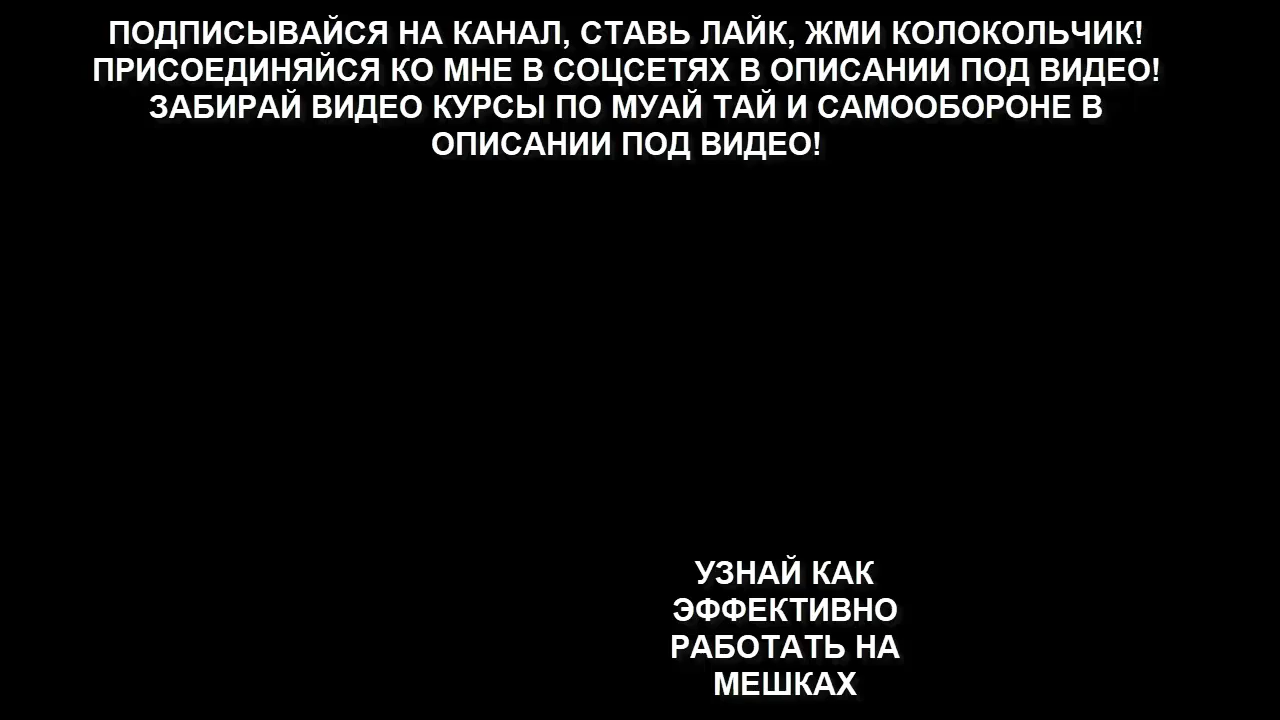 ПОДПИСЫВАЙСЯ НА КАНАЛ, СТАВЬ ЛАЙК, ЖМИ КОЛОКОЛЬЧИК!
ПРИСОЕДИНЯЙСЯ КО МНЕ В СОЦСЕТЯХ В ОПИСАНИИ ПОД ВИДЕО!
ЗАБИРАЙ ВИДЕО КУРСЫ ПО МУАЙ ТАЙ И САМООБОРОНЕ В
ОПИСАНИИ ПОД ВИДЕО!
УЗНАЙ КАК
ЭФФЕКТИВНО
РАБОТАТЬ НА
МЕШКАХ